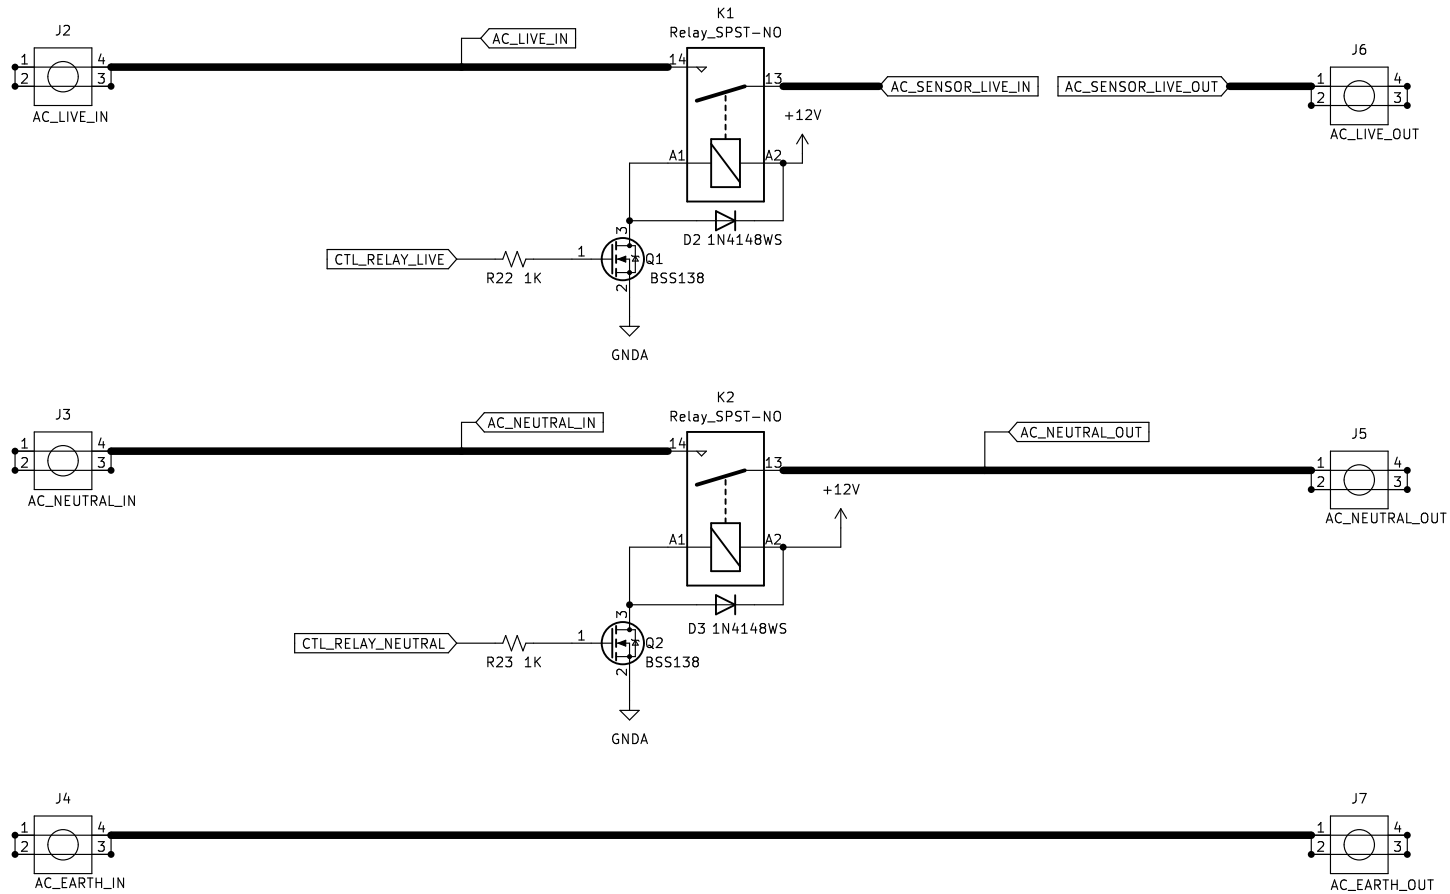 K1
Relay_SPST-NO
J2
AC_LIVE_IN
J6
1 4
2 3
14
13
AC_SENSOR_LIVE_IN
AC_SENSOR_LIVE_OUT
1 4
2 3
AC_LIVE_IN
+12V
AC_LIVE_OUT
A1 A2
3
D2 1N4148WS
CTL_RELAY_LIVE
1
Q1
R22 1K
BSS138
2
GNDA
K2
Relay_SPST-NO
J3
AC_NEUTRAL_IN
AC_NEUTRAL_OUT
J5
1 4
2 3
14
13
1 4
2 3
AC_NEUTRAL_IN
+12V
AC_NEUTRAL_OUT
A1 A2
3
D3 1N4148WS
CTL_RELAY_NEUTRAL
1
Q2
R23 1K
BSS138
2
GNDA
J4
J7
1 4
2 3
1 4
2 3
AC_EARTH_IN
AC_EARTH_OUT